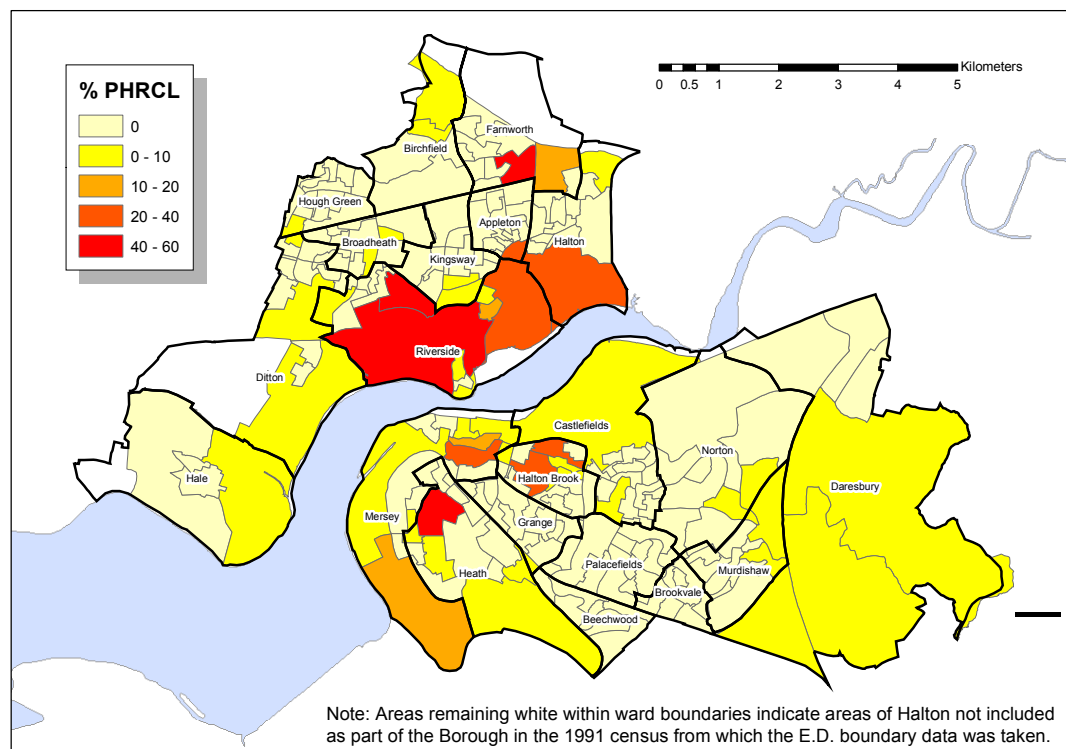 % PHRCL
0
0 - 10
10 - 20
20 - 40
40 - 60
Kilometers
0 0.5 1 2 3 4 5
Farnworth
Birchfield
Hough Green
Appleton
Broadheath
Halton
Kingsway
Riverside
Ditton
Castlefields
Norton
Hale
Halton Brook
Daresbury
Mersey
Grange
Palacefields
Heath
Murdishaw
Brookvale
Beechwood
Note: Areas remaining white within ward boundaries indicate areas of Halton not included
as part of the Borough in the 1991 census from which the E.D. boundary data was taken.